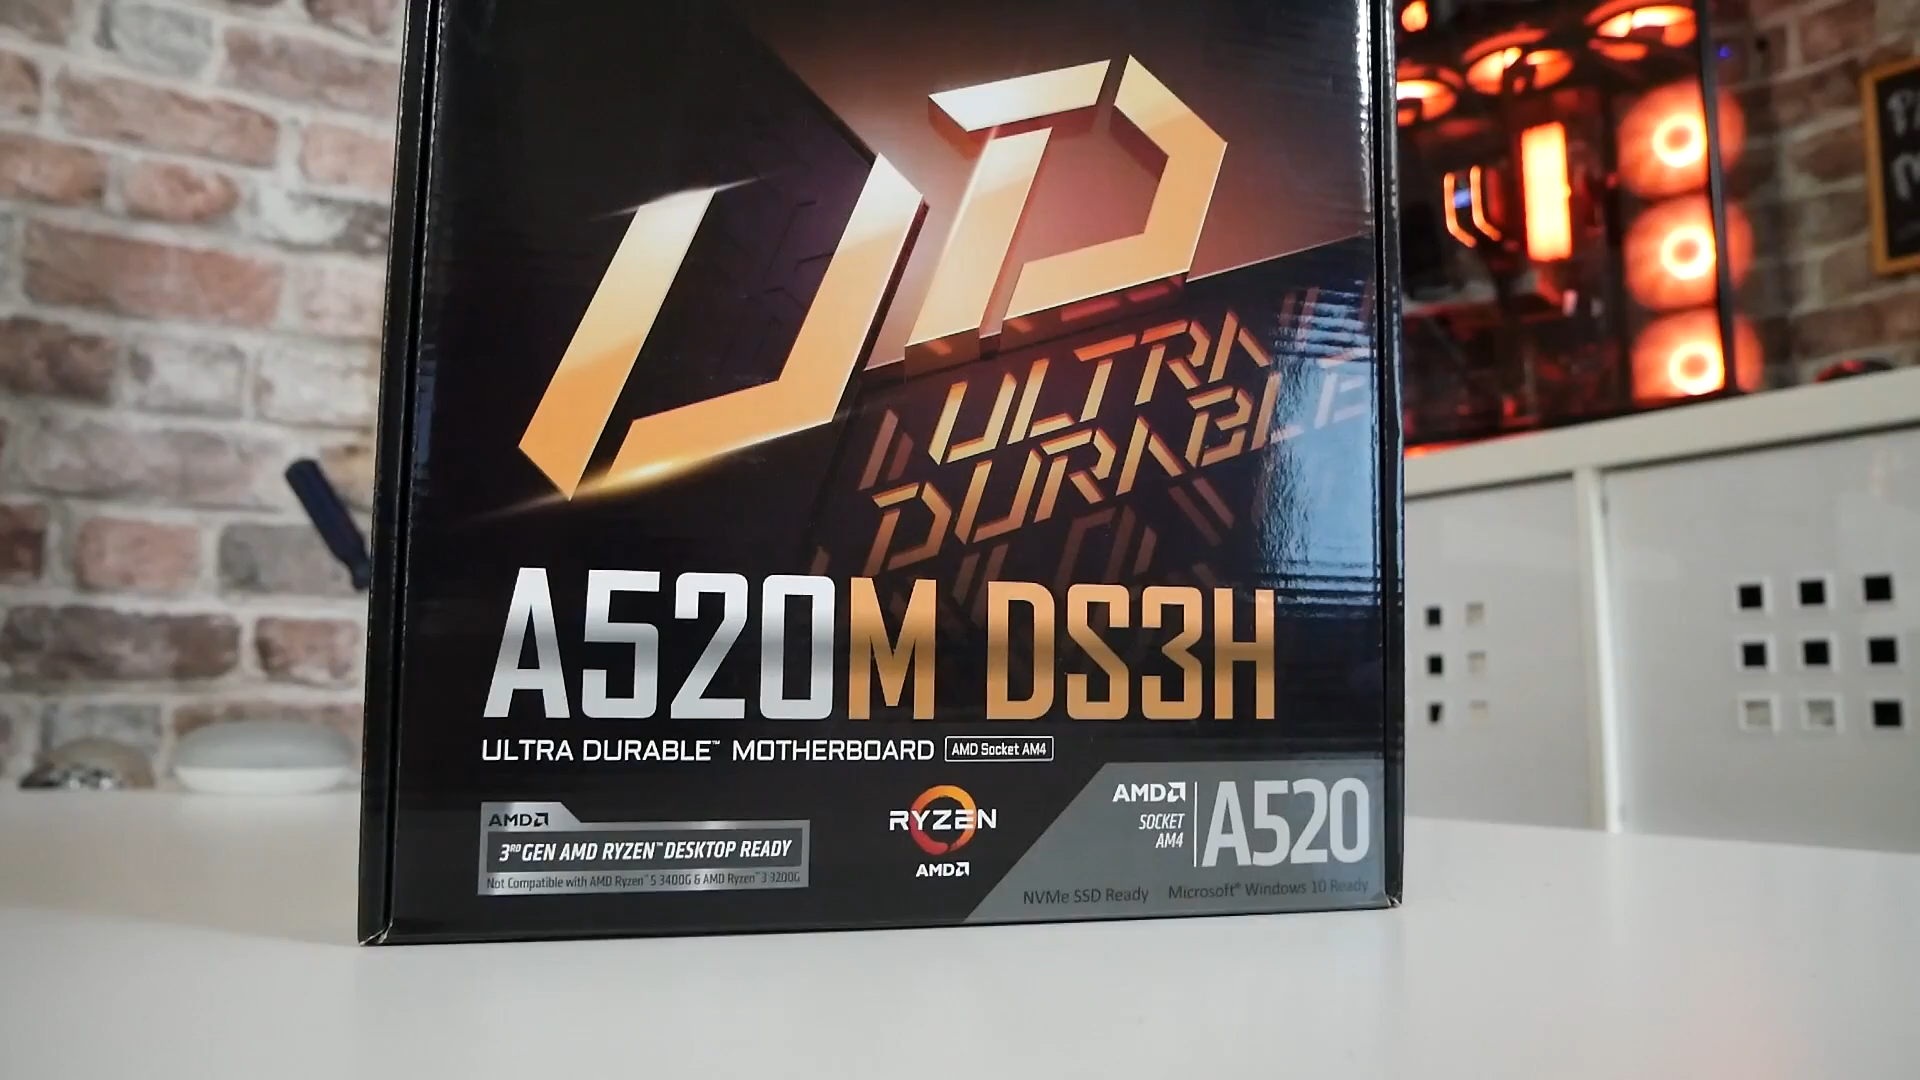 UD
ULTRA
DURABLE
A520M DS3H
ULTRA DURABLE™ MOTHERBOARD AMD Socket AM4
AMD
3RD GEN AMD RYZEN™ DESKTOP READY
Not Compatible with AMD Ryzen™ 5 3400G & AMD Ryzen™ 3 3200G
RYZEN
AMD
AMD
SOCKET
AM4
A520
NVMe SSD Ready Microsoft® Windows 10 Ready